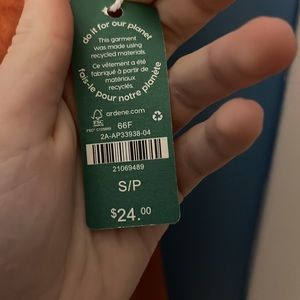 do it for our planet
This garment
was made using
recycled materials.
Ce vêtement a été
fabriqué à partir de
matériaux
recyclés.
fais-le pour notre planète
ardene.com
FSC
66F
2A-AP33938-04
21069489
S/P
$24.00